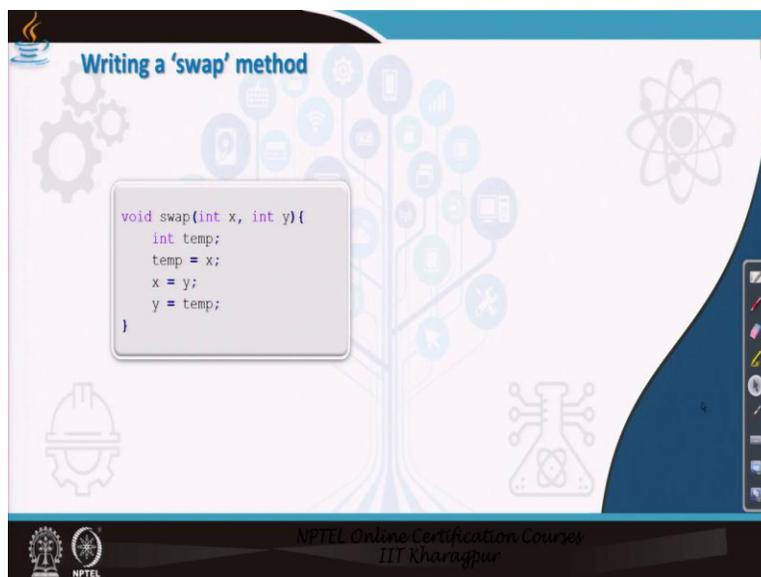 Writing a ‘swap’ method
void swap(int x, int y){
int temp;
temp = x;
x = y;
y = temp;
}
NPTEL Online Certification Courses
IIT Kharagpur
NPTEL